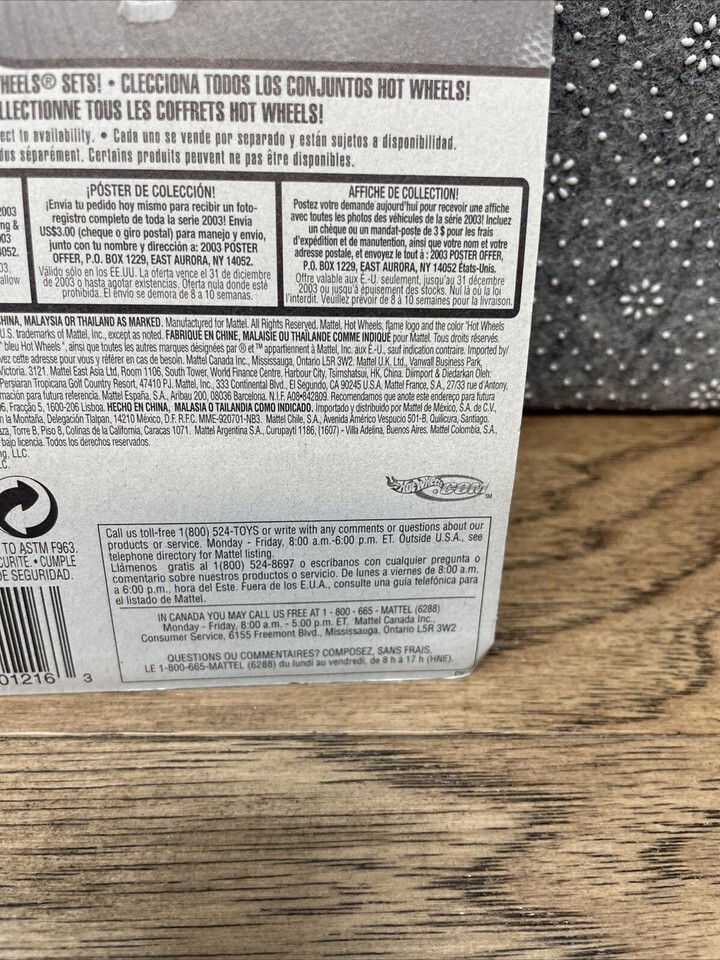 HEELS® SETS! • CLECCIONA TODOS LOS CONJUNTOS HOT WHEELS!
LLECTIONNE TOUS LES COFFRETS HOT WHEELS!
ect to availability. • Cada uno se vende por separado y están sujetos a disponibilidad.
dus séparément. Certains produits peuvent ne pas être disponibles.
2003
ng &
03
052.
03,
allow
¡PÓSTER DE COLECCIÓN!
¡Envia tu pedido hoy mismo para recibir un foto-
registro completo de toda la serie 2003! Envia
US$3.00 (cheque o giro postal) para manejo y envío,
junto con tu nombre y dirección a: 2003 POSTER
OFFER, P.O. BOX 1229, EAST AURORA, NY 14052.
Válido sólo en los EE.UU. La oferta vence el 31 de diciembre
de 2003 o hasta agotar existencias. Oferta nula donde esté
prohibida. El envío se demora de 8 a 10 semanas.
AFFICHE DE COLLECTION!
Postez votre demande aujourd'hui pour recevoir une affiche
avec toutes les photos des véhicules de la série 2003! Incluez
un chèque ou un mandat-poste de 3 $ pour les frais
d'expédition et de manutention, ainsi que votre nom et votre
adresse postale, et envoyez le tout à : 2003 POSTER OFFER,
P.O. BOX 1229, EAST AURORA, NY 14052 États-Unis.
Offre valable aux É.-U. seulement, jusqu'au 31 décembre
2003 ou jusqu'à épuisement des stocks. Nul là où la loi
l'interdit. Veuillez prévoir de 8 à 10 semaines pour la livraison.
CHINA, MALAYSIA OR THAILAND AS MARKED. Manufactured for Mattel. All Rights Reserved. Mattel, Hot Wheels, flame logo and the color "Hot Wheels
U.S. trademarks of Mattel, Inc., except as noted. FABRIQUÉ EN CHINE, MALAISIE OU THAÏLANDE COMME INDIQUÉ pour Mattel. Tous droits réservés.
" bleu Hot Wheels ", ainsi que toutes les autres marques désignées par ® et ™ appartiennent à Mattel, Inc. aux É.-U., sauf indication contraire. Imported by/
vez cette adresse pour vous y référer en cas de besoin. Mattel Canada Inc., Mississauga, Ontario L5R 3W2. Mattel U.K. Ltd., Vanwall Business Park,
Victoria. 3121. Mattel East Asia Ltd, Room 1106, South Tower, World Finance Centre, Harbour City, Tsimshatsui, HK, China. Diimport & Diedarkan Oleh:
Persiaran Tropicana Golf Country Resort, 47410 PJ. Mattel, Inc., 333 Continental Blvd., El Segundo, CA 90245 U.S.A. Mattel France, S.A., 27/33 rue d'Antony,
mación para futura referencia. Mattel España, S.A., Aribau 200, 08036 Barcelona. N.I.F. A08-842809. Recomendamos que anote este endereço para futura
6, Fracção 5, 1600-206 Lisboa. HECHO EN CHINA, MALASIA O TAILANDIA COMO INDICADO. Importado y distribuido por Mattel de México, S.A. de C.V.,
n la Montaña, Delegación Tlalpan, 14210 México, D.F. R.F.C. MME-920701-NB3. Mattel Chile, S.A., Avenida Américo Vespucio 501-B, Quilicura, Santiago.
aza, Torre B, Piso 8, Colinas de la California, Caracas 1071. Mattel Argentina S.A., Curupaytí 1186, (1607) - Villa Adelina, Buenos Aires. Mattel Colombia, S.A.,
bajo licencia. Todos los derechos reservados.
ng, LLC.
LC.
Hot Wheels .COM SM
TO ASTM F963.
CURITÉ. • CUMPLE
DE SEGURIDAD.
Call us toll-free 1(800) 524-TOYS or write with any comments or questions about our
products or service. Monday - Friday, 8:00 a.m.-6:00 p.m. ET. Outside U.S.A., see
telephone directory for Mattel listing.
Llámenos gratis al 1(800) 524-8697 o escríbanos con cualquier pregunta o
comentario sobre nuestros productos o servicio. De lunes a viernes de 8:00 a.m.
a 6:00 p.m., hora del Este. Fuera de los E.U.A., consulte una guía telefónica para
el listado de Mattel.
IN CANADA YOU MAY CALL US FREE AT 1 - 800 - 665 - MATTEL (6288)
Monday - Friday, 8:00 a.m. - 5:00 p.m. ET. Mattel Canada Inc.,
Consumer Service, 6155 Freemont Blvd., Mississauga, Ontario L5R 3W2
QUESTIONS OU COMMENTAIRES? COMPOSEZ, SANS FRAIS,
LE 1-800-665-MATTEL (6288) du lundi au vendredi, de 8 h à 17 h (HNE).
01216 3